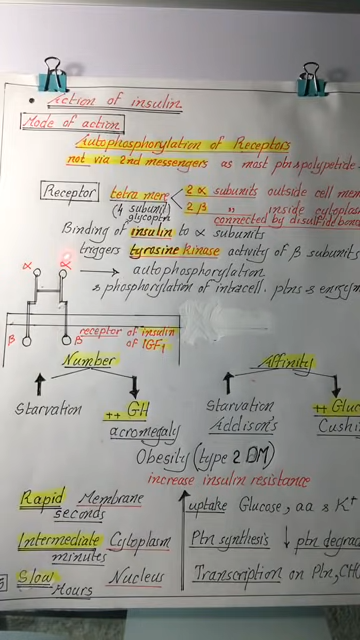 • Action of insulin
Mode of action
Autophosphorylation of Receptors
not via 2nd messengers as most phospolypetide
Receptor tetra mere 2 α subunits outside cell mem
(4 subunit glycoprn 2 β " inside cytoplas
connected by disulfide bond
Binding of insulin to α subunits
triggers tyrosine kinase activity of β subunits
→ autophosphorylation
& phosphorylation of intracell. ptns & enzym
α α
β β
receptor of insulin
of IGF1
Number Affinity
Starvation ++ GH Starvation ++ Gluc
acromegaly Addison's Cushi
Obesity (type 2 DM)
increase insulin resistance
Rapid Membrane uptake Glucose, aa & K+
seconds
Intermediate Cytoplasm Ptn synthesis ↓ ptn degrad
minutes
Slow Nucleus Transcription on Ptn, CHO
Hours